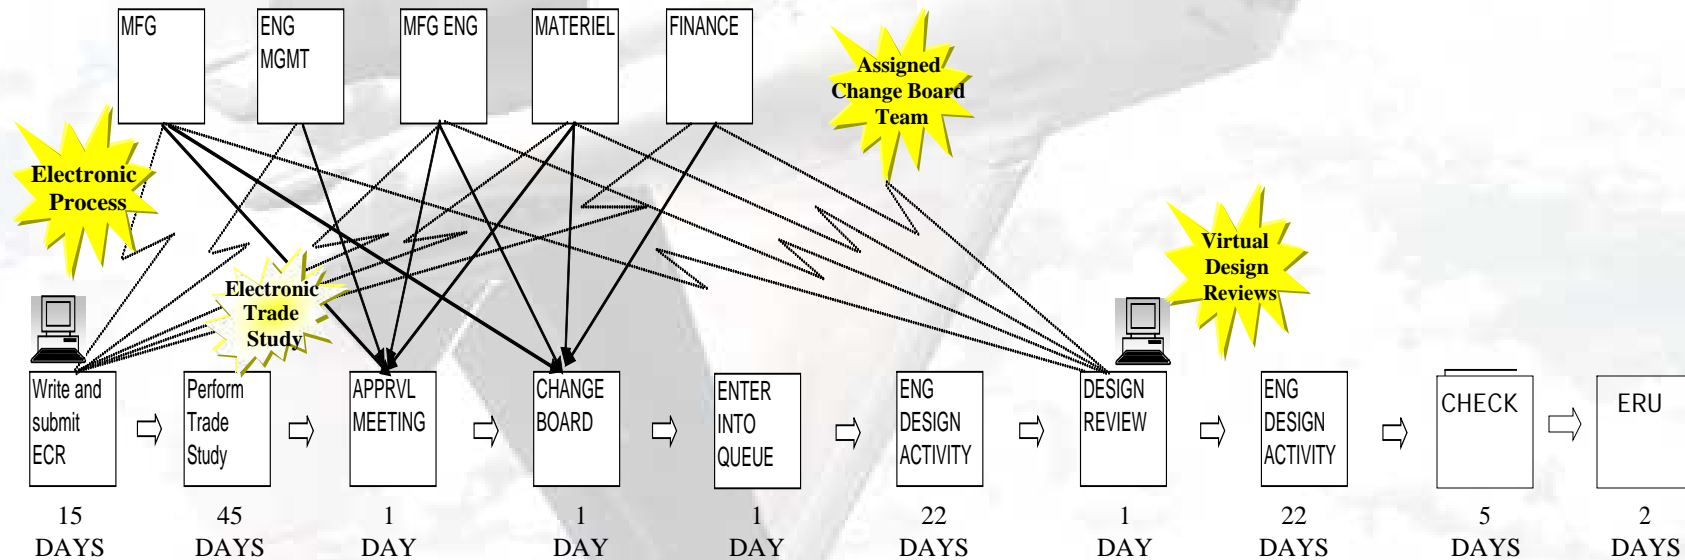 MFG
ENG
MGMT
MFG ENG
MATERIEL
FINANCE
Assigned
Change Board
Team
Electronic
Process
Electronic
Trade
Study
Virtual
Design
Reviews
Write and
submit
ECR
Perform
Trade
Study
APPRVL
MEETING
CHANGE
BOARD
ENTER
INTO
QUEUE
ENG
DESIGN
ACTIVITY
DESIGN
REVIEW
ENG
DESIGN
ACTIVITY
CHECK
ERU
15
DAYS
45
DAYS
1
DAY
1
DAY
1
DAY
22
DAYS
1
DAY
22
DAYS
5
DAYS
2
DAYS